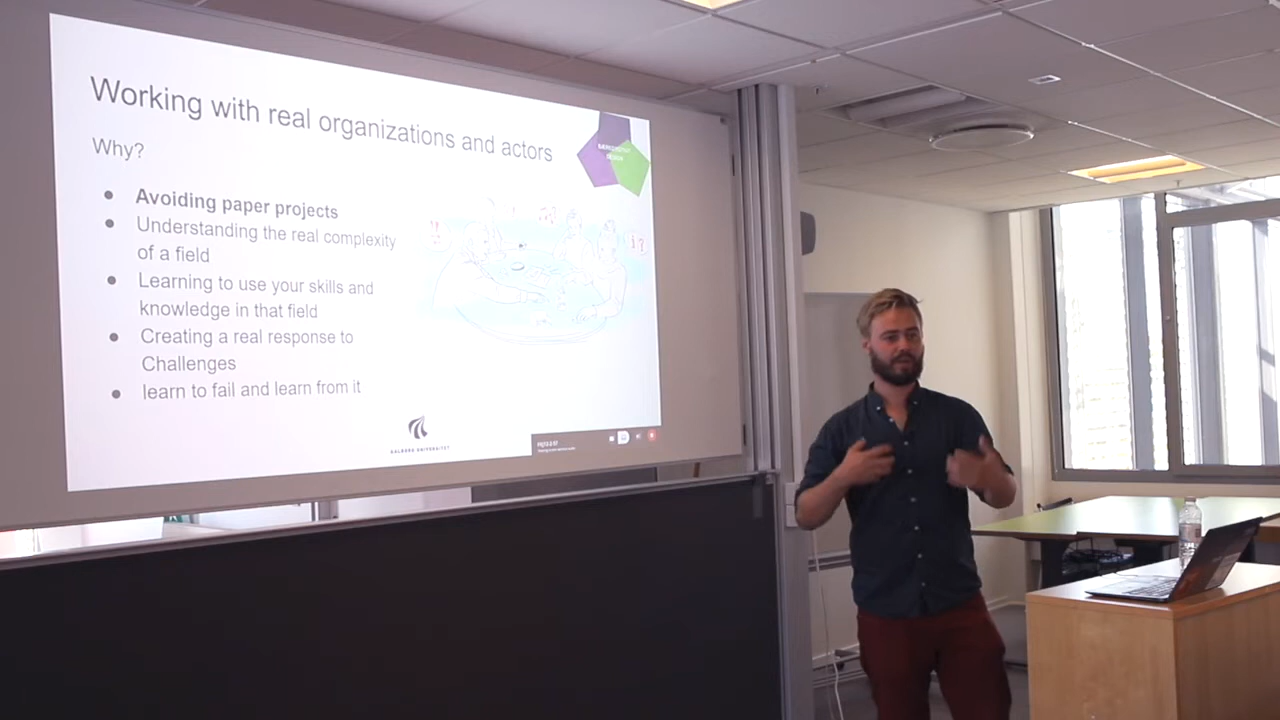 Working with real organizations and actors
Why?
● Avoiding paper projects
● Understanding the real complexity
of a field
● Learning to use your skills and
knowledge in that field
● Creating a real response to
Challenges
● learn to fail and learn from it
AALBORG UNIVERSITET